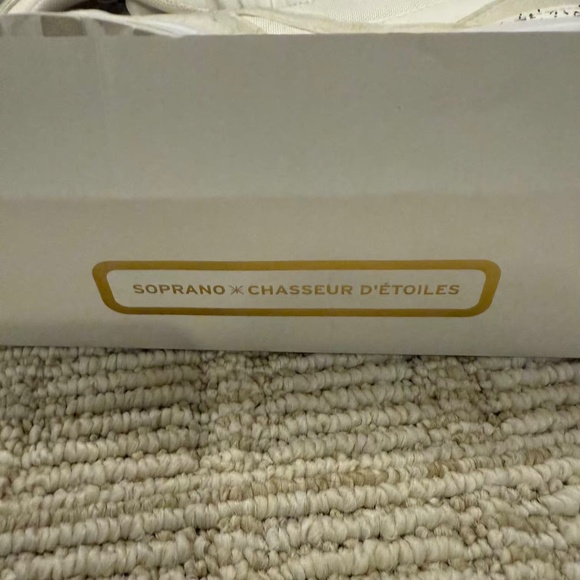 SOPRANO ⚹ CHASSEUR D'ÉTOILES